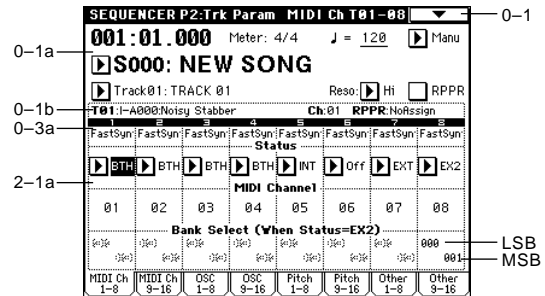 SEQUENCER P2:Trk Param MIDI Ch T01-08
0-1
001:01.000 Meter: 4/4 ♩ = 120 Manu
0-1a
S000: NEW SONG
Track01: TRACK 01 Reso: Hi RPPR
0-1b
T01:I-A000:Noisy Stabber Ch:01 RPPR:NoAssign
0-3a
1 2 3 4 5 6 7 8
FastSyn FastSyn FastSyn FastSyn FastSyn FastSyn FastSyn FastSyn
Status
2-1a
BTH BTH BTH BTH INT Off EXT EX2
MIDI Channel
01 02 03 04 05 06 07 08
Bank Select (When Status=EX2)
000 LSB
001 MSB
MIDI Ch 1-8 MIDI Ch 9-16 OSC 1-8 OSC 9-16 Pitch 1-8 Pitch 9-16 Other 1-8 Other 9-16